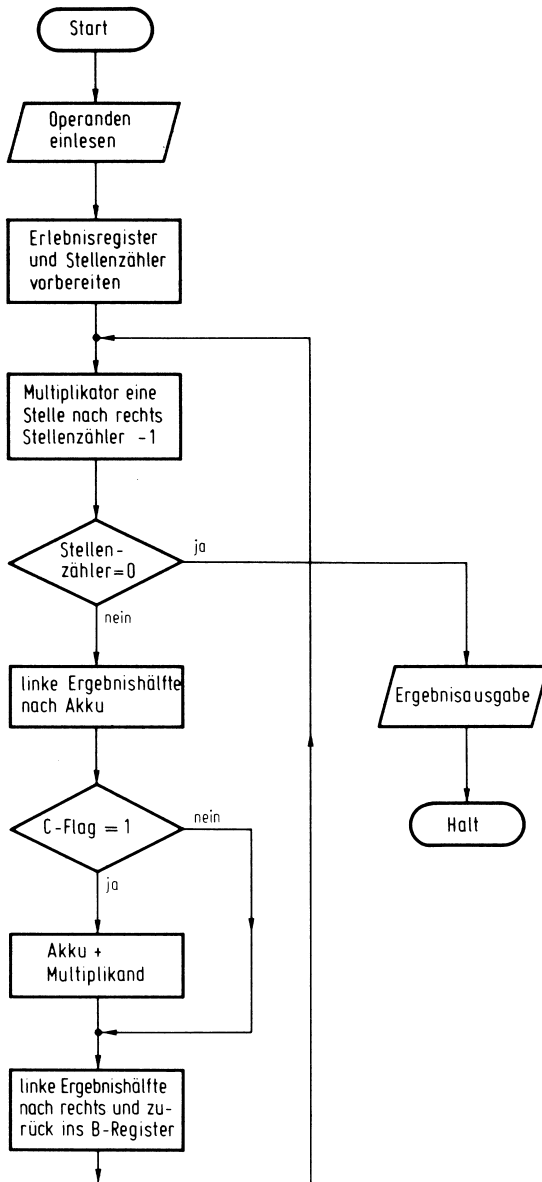 Start
Operanden
einlesen
Erlebnisregister
und Stellenzähler
vorbereiten
Multiplikator eine
Stelle nach rechts
Stellenzähler -1
Stellen-
zähler=0
ja
nein
linke Ergebnishälfte
nach Akku
Ergebnisausgabe
C-Flag = 1
nein
ja
Halt
Akku +
Multiplikand
linke Ergebnishälfte
nach rechts und zu-
rück ins B-Register